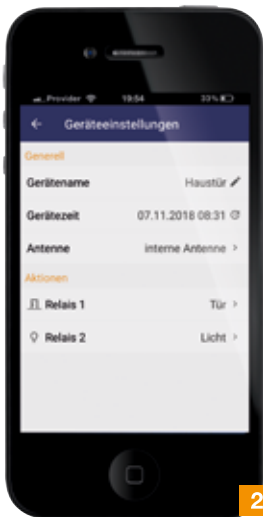 Provider 19:54 33%
Geräteeinstellungen
Generell
Gerätename Haustür
Gerätezeit 07.11.2018 08:31
Antenne interne Antenne >
Aktionen
Relais 1 Tür >
Relais 2 Licht >
2